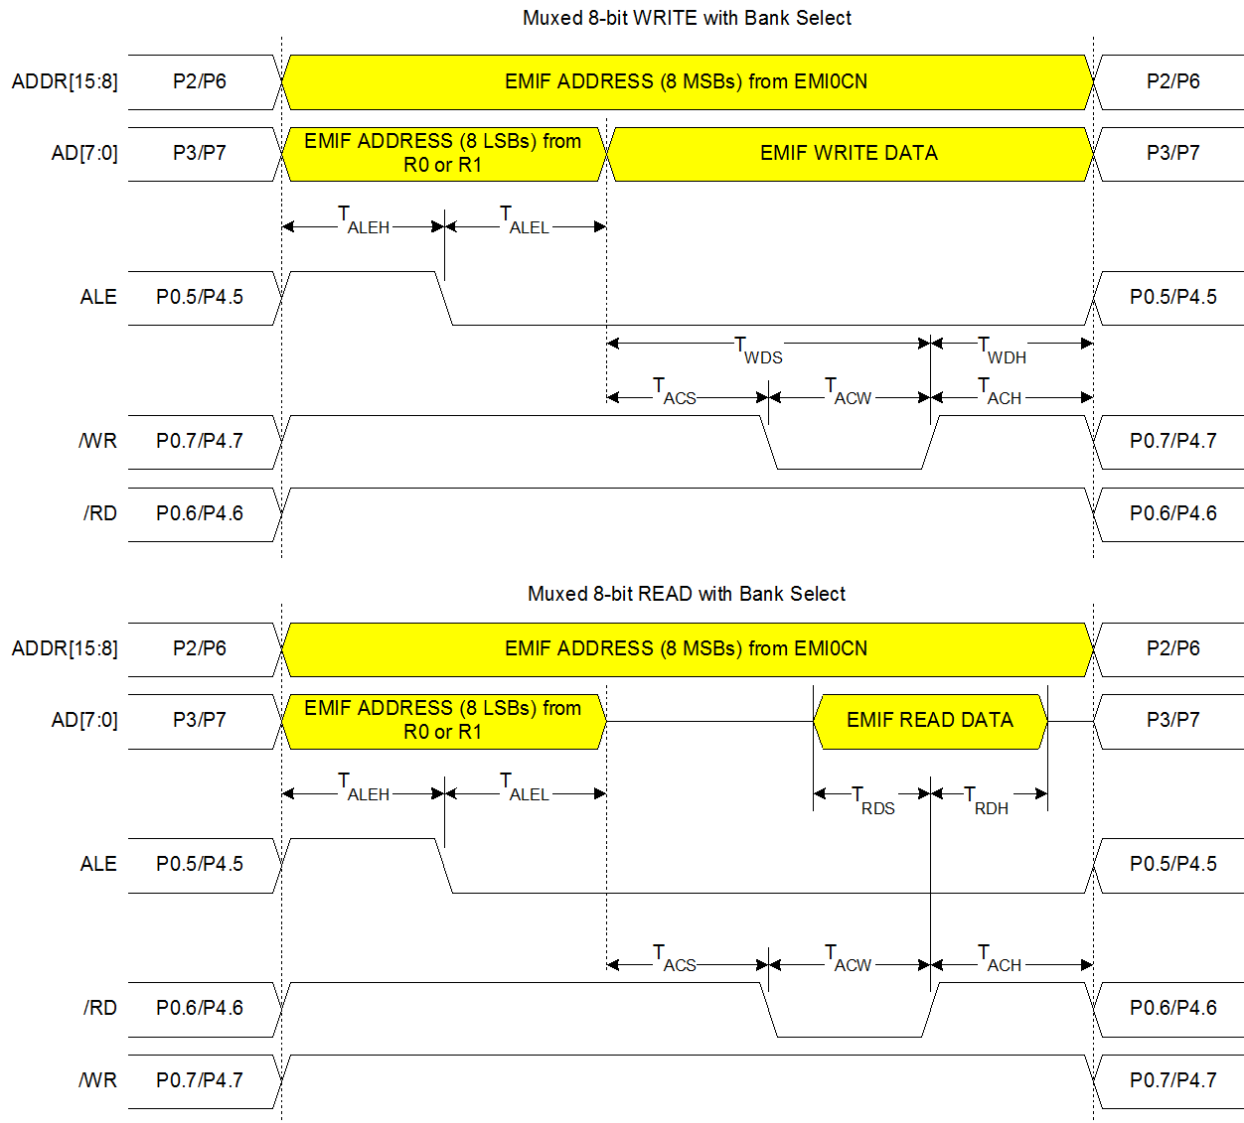 Muxed 8-bit WRITE with Bank Select
ADDR[15:8] P2/P6 EMIF ADDRESS (8 MSBs) from EMI0CN P2/P6
AD[7:0] P3/P7 EMIF ADDRESS (8 LSBs) from
R0 or R1 EMIF WRITE DATA P3/P7
TALEH TALEL
ALE P0.5/P4.5 P0.5/P4.5
TWDS TWDH
TACS TACW TACH
/WR P0.7/P4.7 P0.7/P4.7
/RD P0.6/P4.6 P0.6/P4.6
Muxed 8-bit READ with Bank Select
ADDR[15:8] P2/P6 EMIF ADDRESS (8 MSBs) from EMI0CN P2/P6
AD[7:0] P3/P7 EMIF ADDRESS (8 LSBs) from
R0 or R1 EMIF READ DATA P3/P7
TALEH TALEL TRDS TRDH
ALE P0.5/P4.5 P0.5/P4.5
TACS TACW TACH
/RD P0.6/P4.6 P0.6/P4.6
/WR P0.7/P4.7 P0.7/P4.7